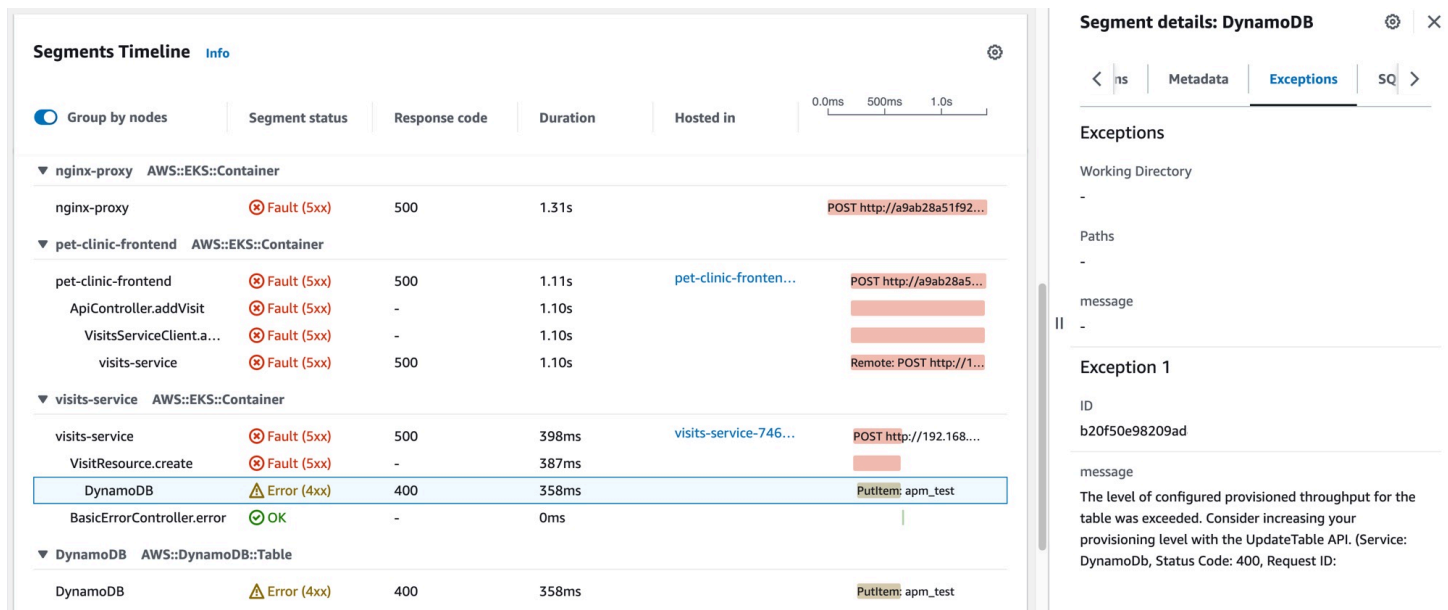 Segments Timeline Info
Group by nodes Segment status Response code Duration Hosted in 0.0ms 500ms 1.0s
nginx-proxy AWS::EKS::Container
nginx-proxy Fault (5xx) 500 1.31s POST http://a9ab28a51f92...
pet-clinic-frontend AWS::EKS::Container
pet-clinic-frontend Fault (5xx) 500 1.11s pet-clinic-fronten... POST http://a9ab28a5...
ApiController.addVisit Fault (5xx) - 1.10s
VisitsServiceClient.a... Fault (5xx) - 1.10s
visits-service Fault (5xx) 500 1.10s Remote: POST http://1...
visits-service AWS::EKS::Container
visits-service Fault (5xx) 500 398ms visits-service-746... POST http://192.168....
VisitResource.create Fault (5xx) - 387ms
DynamoDB Error (4xx) 400 358ms PutItem: apm_test
BasicErrorController.error OK - 0ms
DynamoDB AWS::DynamoDB::Table
DynamoDB Error (4xx) 400 358ms PutItem: apm_test
Segment details: DynamoDB
ns Metadata Exceptions SQ
Exceptions
Working Directory
-
Paths
-
message
-
Exception 1
ID
b20f50e98209ad
message
The level of configured provisioned throughput for the
table was exceeded. Consider increasing your
provisioning level with the UpdateTable API. (Service:
DynamoDb, Status Code: 400, Request ID: